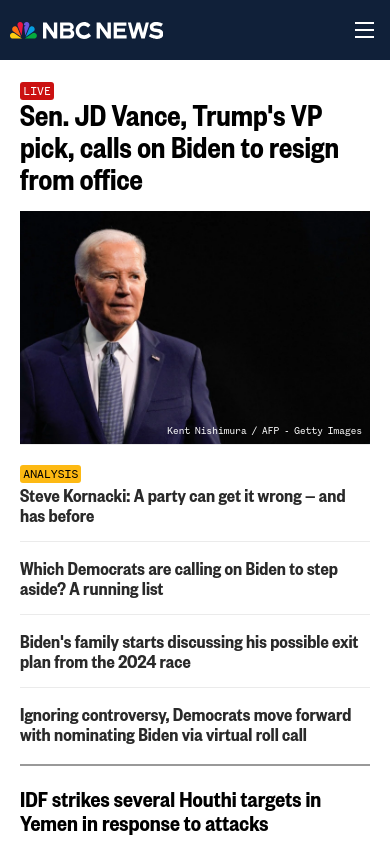 NBC NEWS
LIVE
Sen. JD Vance, Trump's VP
pick, calls on Biden to resign
from office
Kent Nishimura / AFP - Getty Images
ANALYSIS
Steve Kornacki: A party can get it wrong – and
has before
Which Democrats are calling on Biden to step
aside? A running list
Biden's family starts discussing his possible exit
plan from the 2024 race
Ignoring controversy, Democrats move forward
with nominating Biden via virtual roll call
IDF strikes several Houthi targets in
Yemen in response to attacks